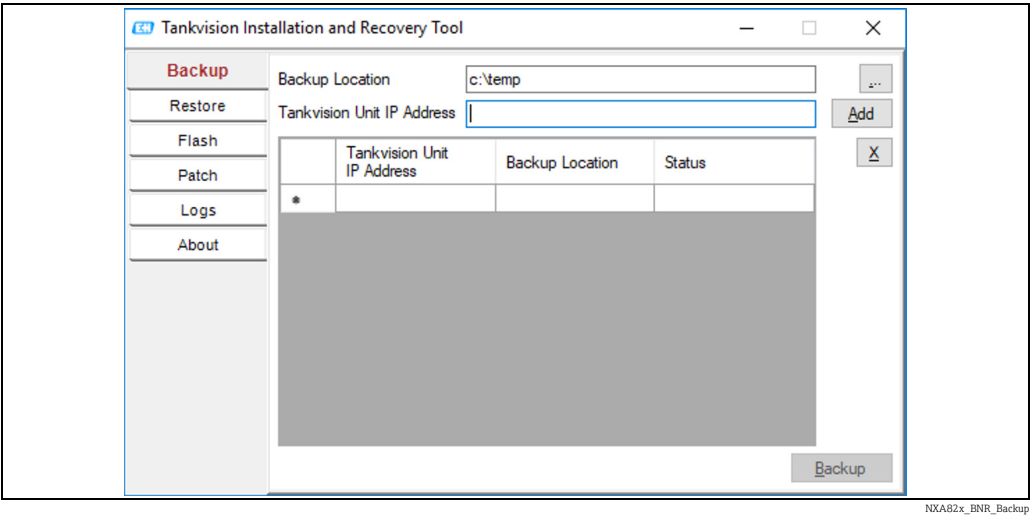 EH Tankvision Installation and Recovery Tool
Backup
Restore
Flash
Patch
Logs
About
Backup Location c:\temp ...
Tankvision Unit IP Address Add
X
Tankvision Unit IP Address Backup Location Status
*
Backup
NXA82x_BNR_Backup